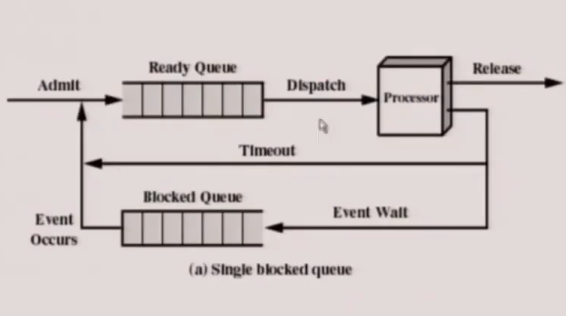 Ready Queue
Release
Admit
Dispatch
Processor
Timeout
Blocked Queue
Event Wait
Event
Occurs
(a) Single blocked queue